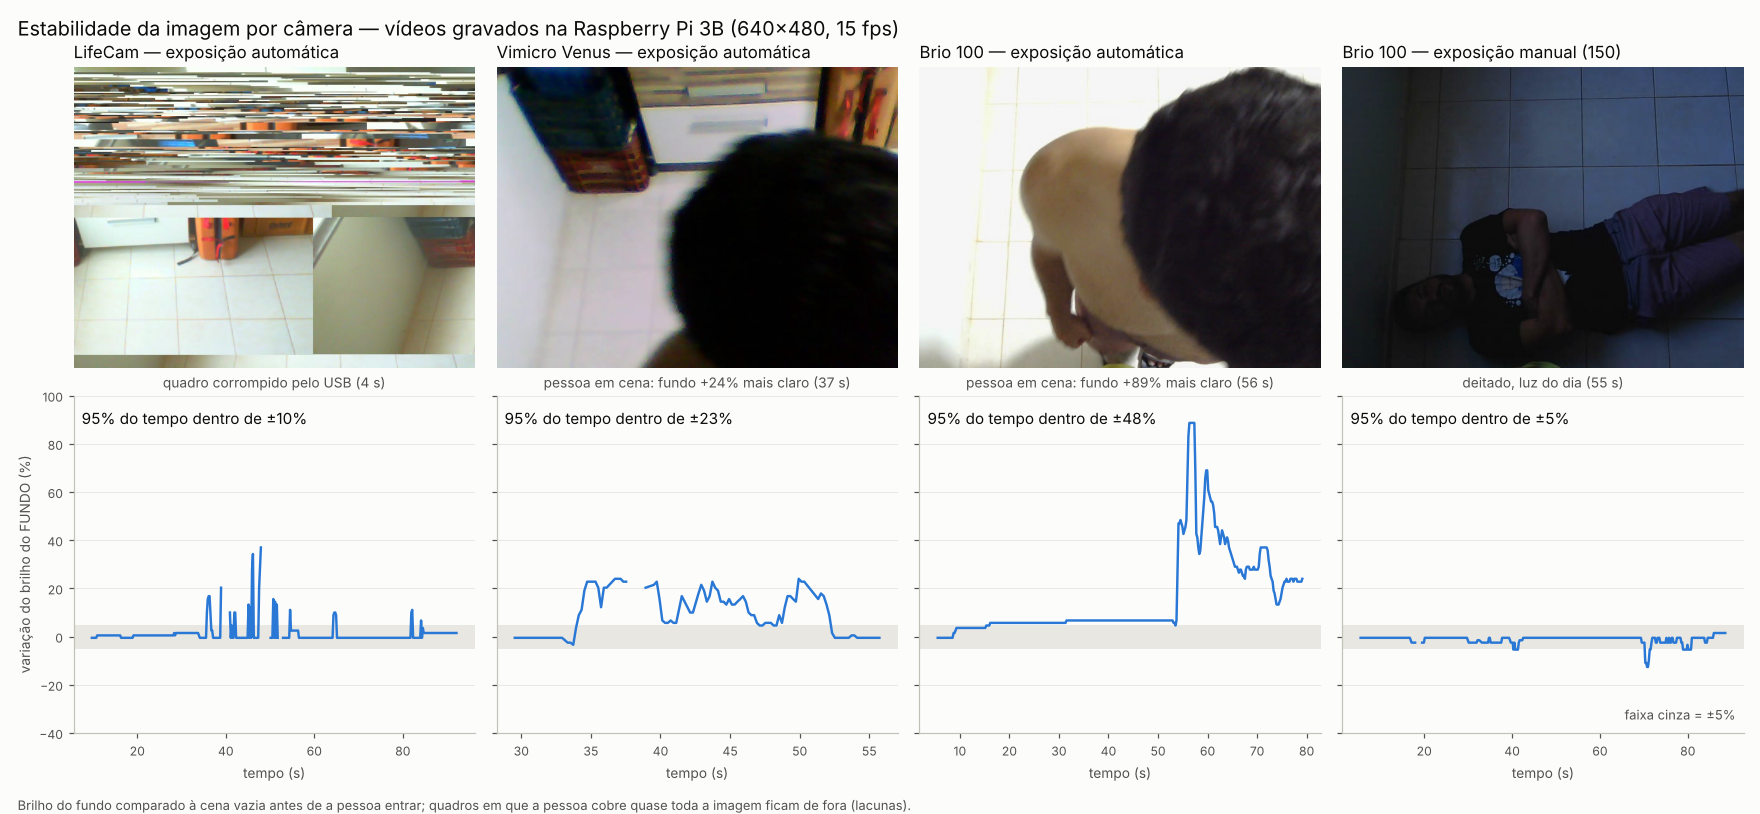 Estabilidade da imagem por câmera — vídeos gravados na Raspberry Pi 3B (640×480, 15 fps)
LifeCam — exposição automática
Vimicro Venus — exposição automática
Brio 100 — exposição automática
Brio 100 — exposição manual (150)
quadro corrompido pelo USB (4 s)
pessoa em cena: fundo +24% mais claro (37 s)
pessoa em cena: fundo +89% mais claro (56 s)
deitado, luz do dia (55 s)
variação do brilho do FUNDO (%)
100
80
60
40
20
0
−20
−40
95% do tempo dentro de ±10%
20
40
60
80
tempo (s)
95% do tempo dentro de ±23%
30
35
40
45
50
55
tempo (s)
95% do tempo dentro de ±48%
10
20
30
40
50
60
70
80
tempo (s)
95% do tempo dentro de ±5%
faixa cinza = ±5%
20
40
60
80
tempo (s)
Brilho do fundo comparado à cena vazia antes de a pessoa entrar; quadros em que a pessoa cobre quase toda a imagem ficam de fora (lacunas).